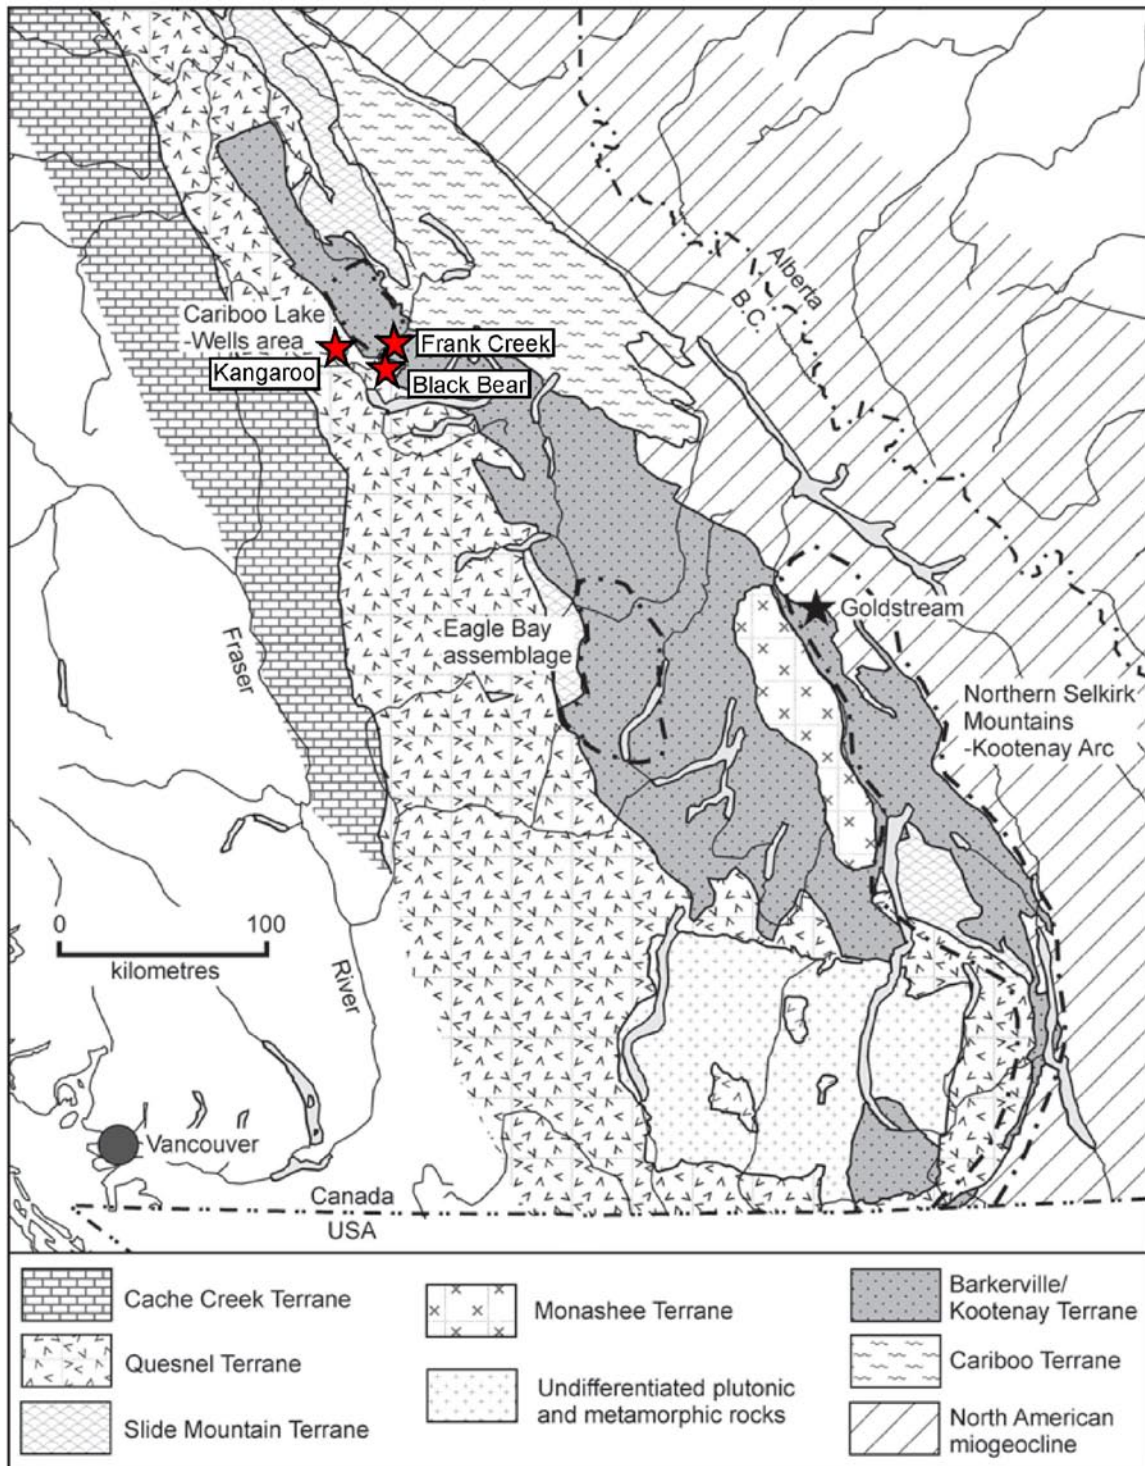 Alberta
B.C.
Cariboo Lake
-Wells area
Frank Creek
Kangaroo
Black Bear
Goldstream
Eagle Bay
assemblage
Fraser
Northern Selkirk
Mountains
-Kootenay Arc
0 100
kilometres
River
Vancouver
Canada
USA
Cache Creek Terrane
Quesnel Terrane
Slide Mountain Terrane
Monashee Terrane
Undifferentiated plutonic
and metamorphic rocks
Barkerville/
Kootenay Terrane
Cariboo Terrane
North American
miogeocline